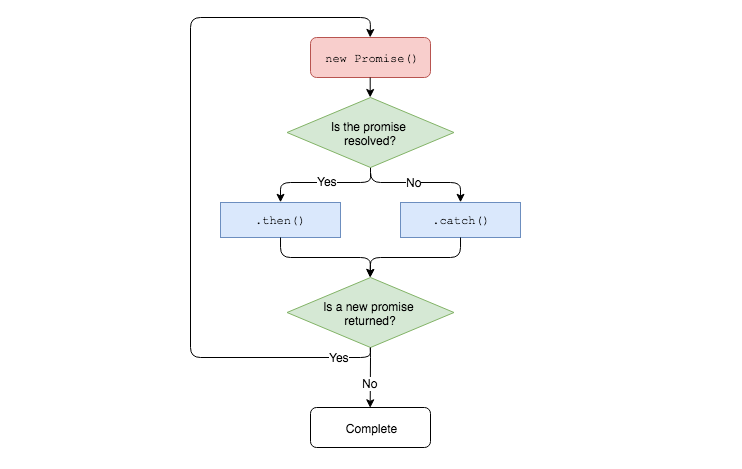 new Promise()
Is the promise
resolved?
Yes
No
.then()
.catch()
Is a new promise
returned?
Yes
No
Complete